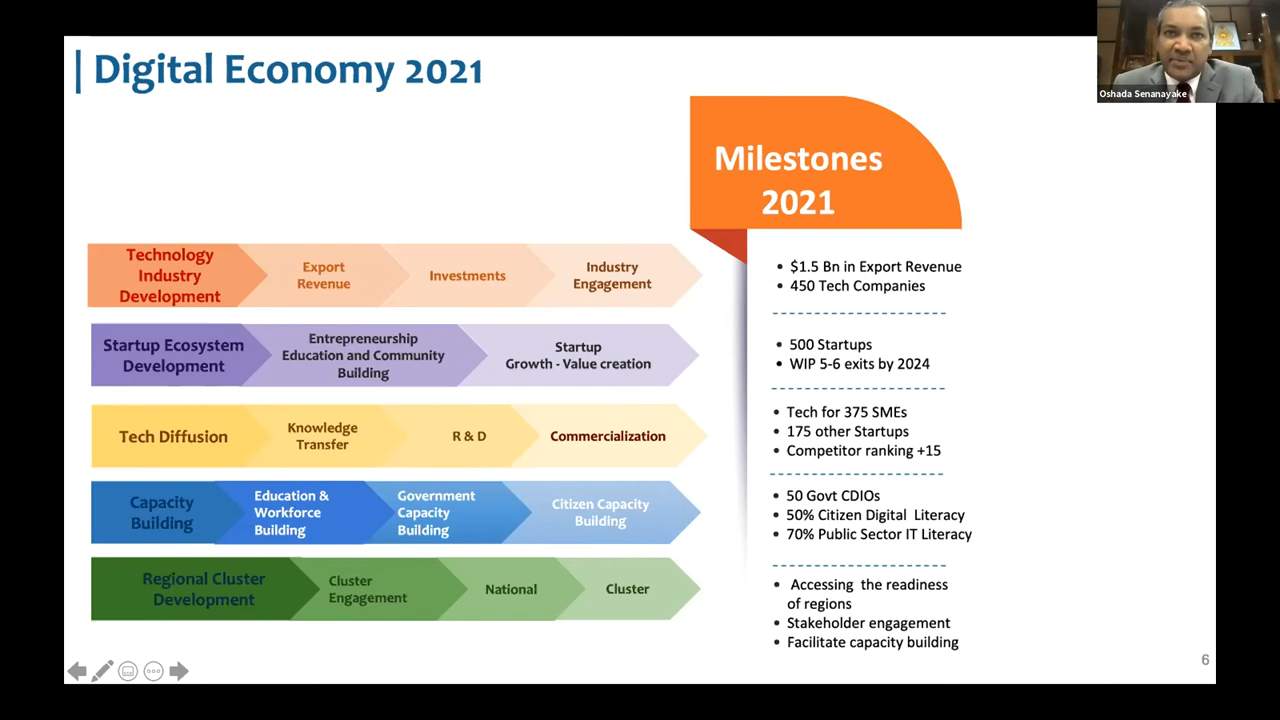 Digital Economy 2021
Oshada Senanayake
Milestones
2021
Technology
Industry
Development
Export
Revenue
Investments
Industry
Engagement
• $1.5 Bn in Export Revenue
• 450 Tech Companies
Startup Ecosystem
Development
Entrepreneurship
Education and Community
Building
Startup
Growth - Value creation
• 500 Startups
• WIP 5-6 exits by 2024
Tech Diffusion
Knowledge
Transfer
R & D
Commercialization
• Tech for 375 SMEs
• 175 other Startups
• Competitor ranking +15
Capacity
Building
Education &
Workforce
Building
Government
Capacity
Building
Citizen Capacity
Building
• 50 Govt CDIOs
• 50% Citizen Digital Literacy
• 70% Public Sector IT Literacy
Regional Cluster
Development
Cluster
Engagement
National
Cluster
• Accessing the readiness
of regions
• Stakeholder engagement
• Facilitate capacity building
6